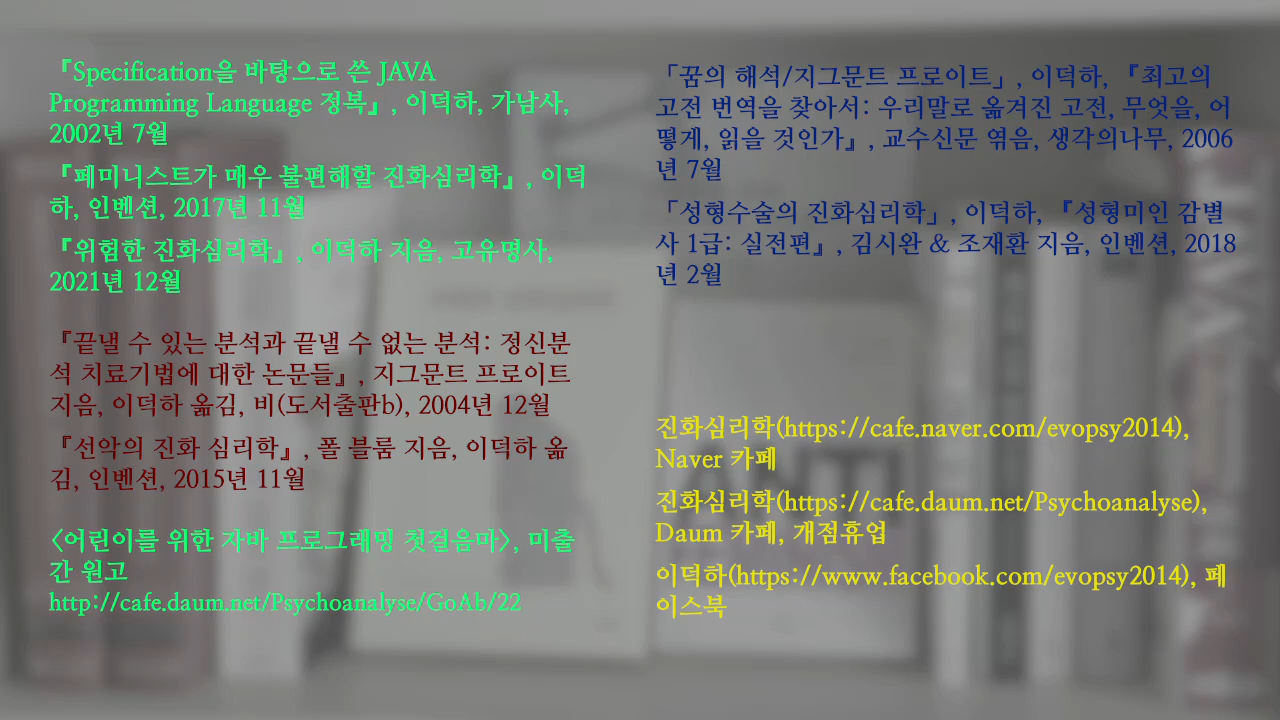 『Specification을 바탕으로 쓴 JAVA
Programming Language 정복』, 이덕하, 가남사,
2002년 7월
『페미니스트가 매우 불편해할 진화심리학』, 이덕
하, 인벤션, 2017년 11월
『위험한 진화심리학』, 이덕하 지음, 고유명사,
2021년 12월
『끝낼 수 있는 분석과 끝낼 수 없는 분석: 정신분
석 치료기법에 대한 논문들』, 지그문트 프로이트
지음, 이덕하 옮김, 비(도서출판b), 2004년 12월
『선악의 진화 심리학』, 폴 블룸 지음, 이덕하 옮
김, 인벤션, 2015년 11월
<어린이를 위한 자바 프로그래밍 첫걸음마>, 미출
간 원고
http://cafe.daum.net/Psychoanalyse/GoAb/22
「꿈의 해석/지그문트 프로이트」, 이덕하, 『최고의
고전 번역을 찾아서: 우리말로 옮겨진 고전, 무엇을, 어
떻게, 읽을 것인가』, 교수신문 엮음, 생각의나무, 2006
년 7월
「성형수술의 진화심리학」, 이덕하, 『성형미인 감별
사 1급: 실전편』, 김시완 & 조재환 지음, 인벤션, 2018
년 2월
진화심리학(https://cafe.naver.com/evopsy2014),
Naver 카페
진화심리학(https://cafe.daum.net/Psychoanalyse),
Daum 카페, 개점휴업
이덕하(https://www.facebook.com/evopsy2014), 페
이스북